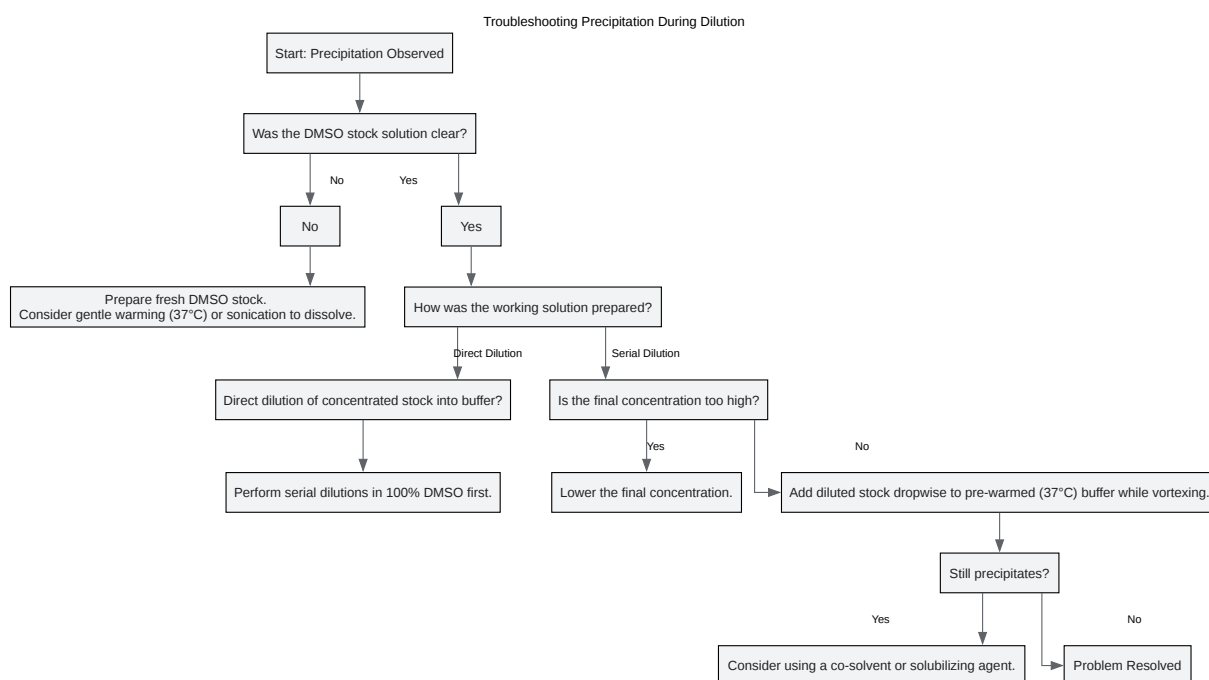 Troubleshooting Precipitation During Dilution
Start: Precipitation Observed
Was the DMSO stock solution clear?
No
Yes
No
Yes
Prepare fresh DMSO stock.
Consider gentle warming (37°C) or sonication to dissolve.
How was the working solution prepared?
Direct Dilution
Serial Dilution
Direct dilution of concentrated stock into buffer?
Is the final concentration too high?
Yes
No
Perform serial dilutions in 100% DMSO first.
Lower the final concentration.
Add diluted stock dropwise to pre-warmed (37°C) buffer while vortexing.
Still precipitates?
Yes
No
Consider using a co-solvent or solubilizing agent.
Problem Resolved